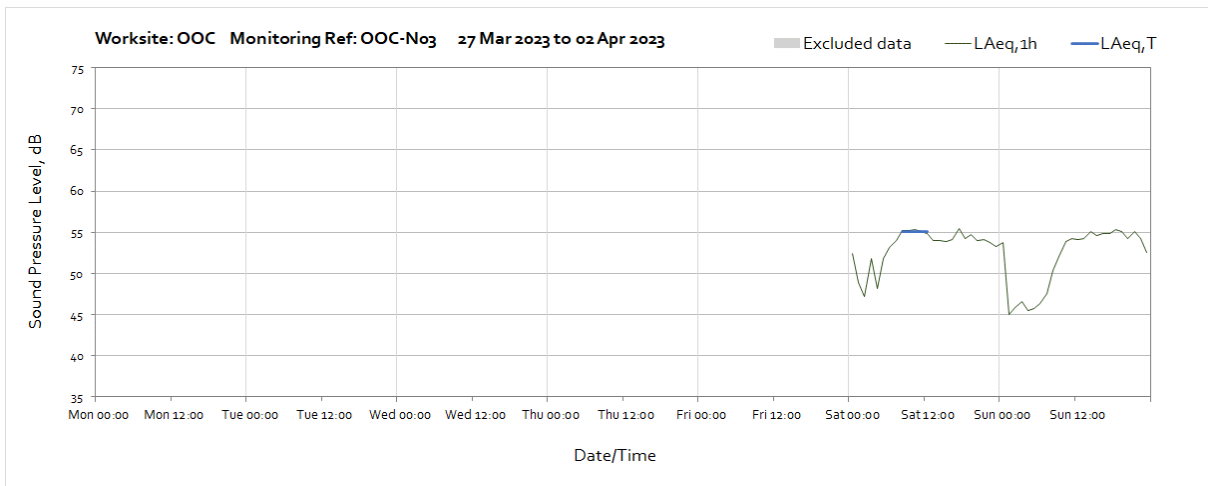 Worksite: OOC Monitoring Ref: OOC-N03 27 Mar 2023 to 02 Apr 2023
Excluded data LAeq,1h LAeq,T
75
70
65
60
55
50
45
40
35
Sound Pressure Level, dB
Mon 00:00 Mon 12:00 Tue 00:00 Tue 12:00 Wed 00:00 Wed 12:00 Thu 00:00 Thu 12:00 Fri 00:00 Fri 12:00 Sat 00:00 Sat 12:00 Sun 00:00 Sun 12:00
Date/Time